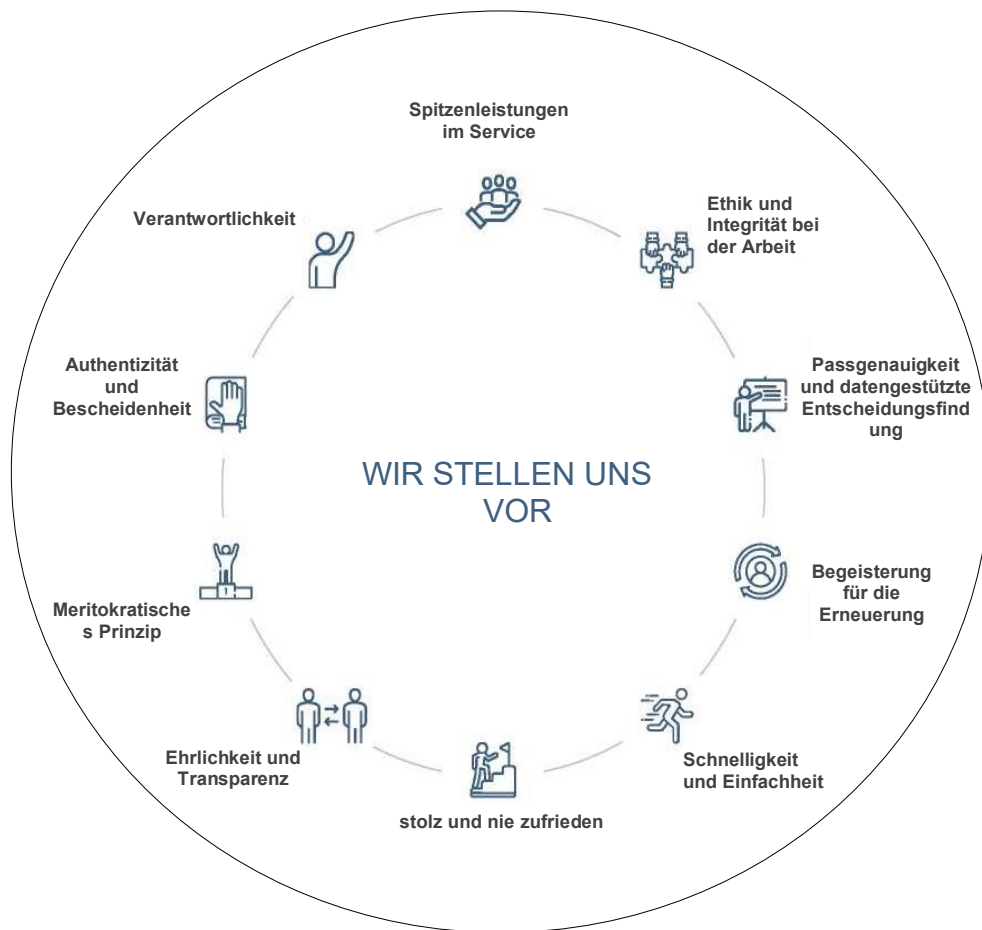 Spitzenleistungen
im Service
Ethik und
Integrität bei
der Arbeit
Passgenauigkeit
und datengestützte
Entscheidungsfind
ung
Begeisterung
für die
Erneuerung
Schnelligkeit
und Einfachheit
stolz und nie zufrieden
Ehrlichkeit und
Transparenz
Meritokratische
s Prinzip
Authentizität
und
Bescheidenheit
Verantwortlichkeit
WIR STELLEN UNS
VOR